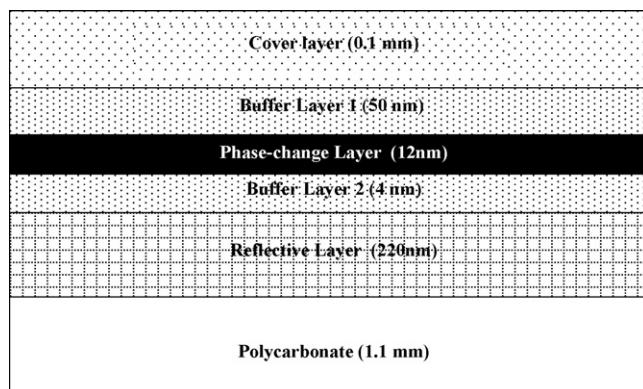 Cover layer (0.1 mm)
Buffer Layer 1 (50 nm)
Phase-change Layer (12nm)
Buffer Layer 2 (4 nm)
Reflective Layer (220nm)
Polycarbonate (1.1 mm)